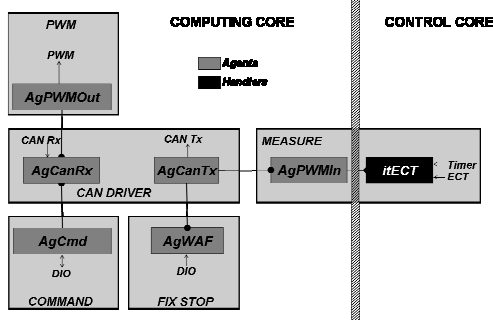 PWM
COMPUTING CORE
CONTROL CORE
PWM
Agents
Handlers
AgPWMOut
CAN Rx
CAN Tx
MEASURE
AgCanRx
AgCanTx
AgPWMIn
itECT
Timer
ECT
CAN DRIVER
AgCmd
AgWAF
DIO
DIO
COMMAND
FIX STOP